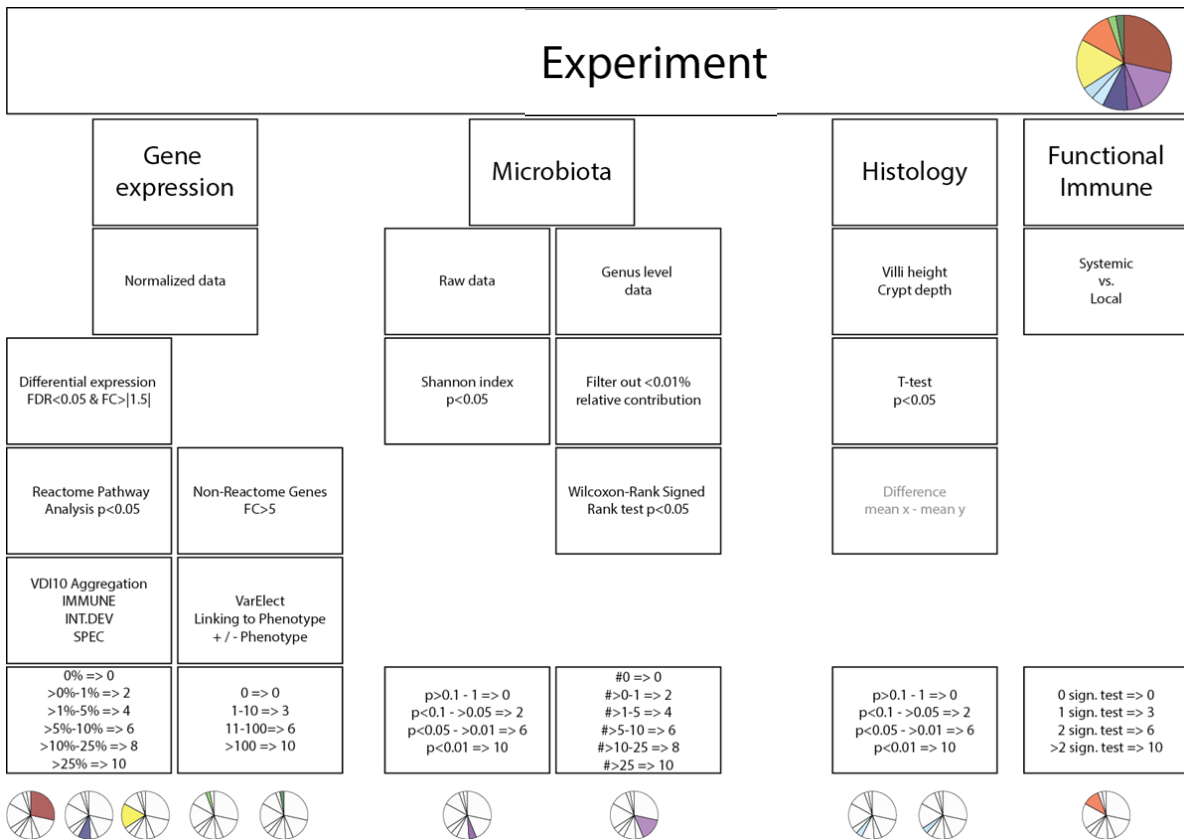 Experiment
Gene
expression
Microbiota
Histology
Functional
Immune
Normalized data
Raw data
Genus level
data
Villi height
Crypt depth
Systemic
vs.
Local
Differential expression
FDR<0.05 & FC>|1.5|
Shannon index
p<0.05
Filter out <0.01%
relative contribution
T-test
p<0.05
Reactome Pathway
Analysis p<0.05
Non-Reactome Genes
FC>5
Wilcoxon-Rank Signed
Rank test p<0.05
Difference
mean x - mean y
VDI10 Aggregation
IMMUNE
INT.DEV
SPEC
VarElect
Linking to Phenotype
+ / - Phenotype
0% => 0
>0%-1% => 2
>1%-5% => 4
>5%-10% => 6
>10%-25% => 8
>25% => 10
0 => 0
1-10 => 3
11-100=> 6
>100 => 10
p>0.1 - 1 => 0
p<0.1 - >0.05 => 2
p<0.05 - >0.01 => 6
p<0.01 => 10
#0 => 0
#>0-1 => 2
#>1-5 => 4
#>5-10 => 6
#>10-25 => 8
#>25 => 10
p>0.1 - 1 => 0
p<0.1 - >0.05 => 2
p<0.05 - >0.01 => 6
p<0.01 => 10
0 sign. test => 0
1 sign. test => 3
2 sign. test => 6
>2 sign. test => 10